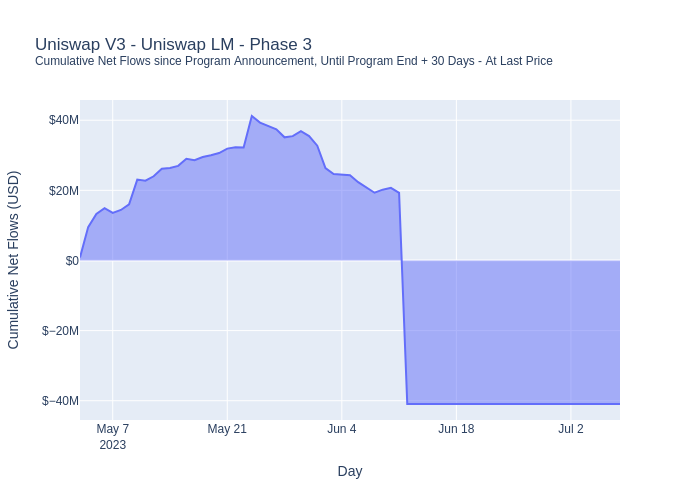 Uniswap V3 - Uniswap LM - Phase 3
Cumulative Net Flows since Program Announcement, Until Program End + 30 Days - At Last Price
Cumulative Net Flows (USD)
$40M
$20M
$0
$−20M
$−40M
May 7
2023
May 21
Jun 4
Jun 18
Jul 2
Day